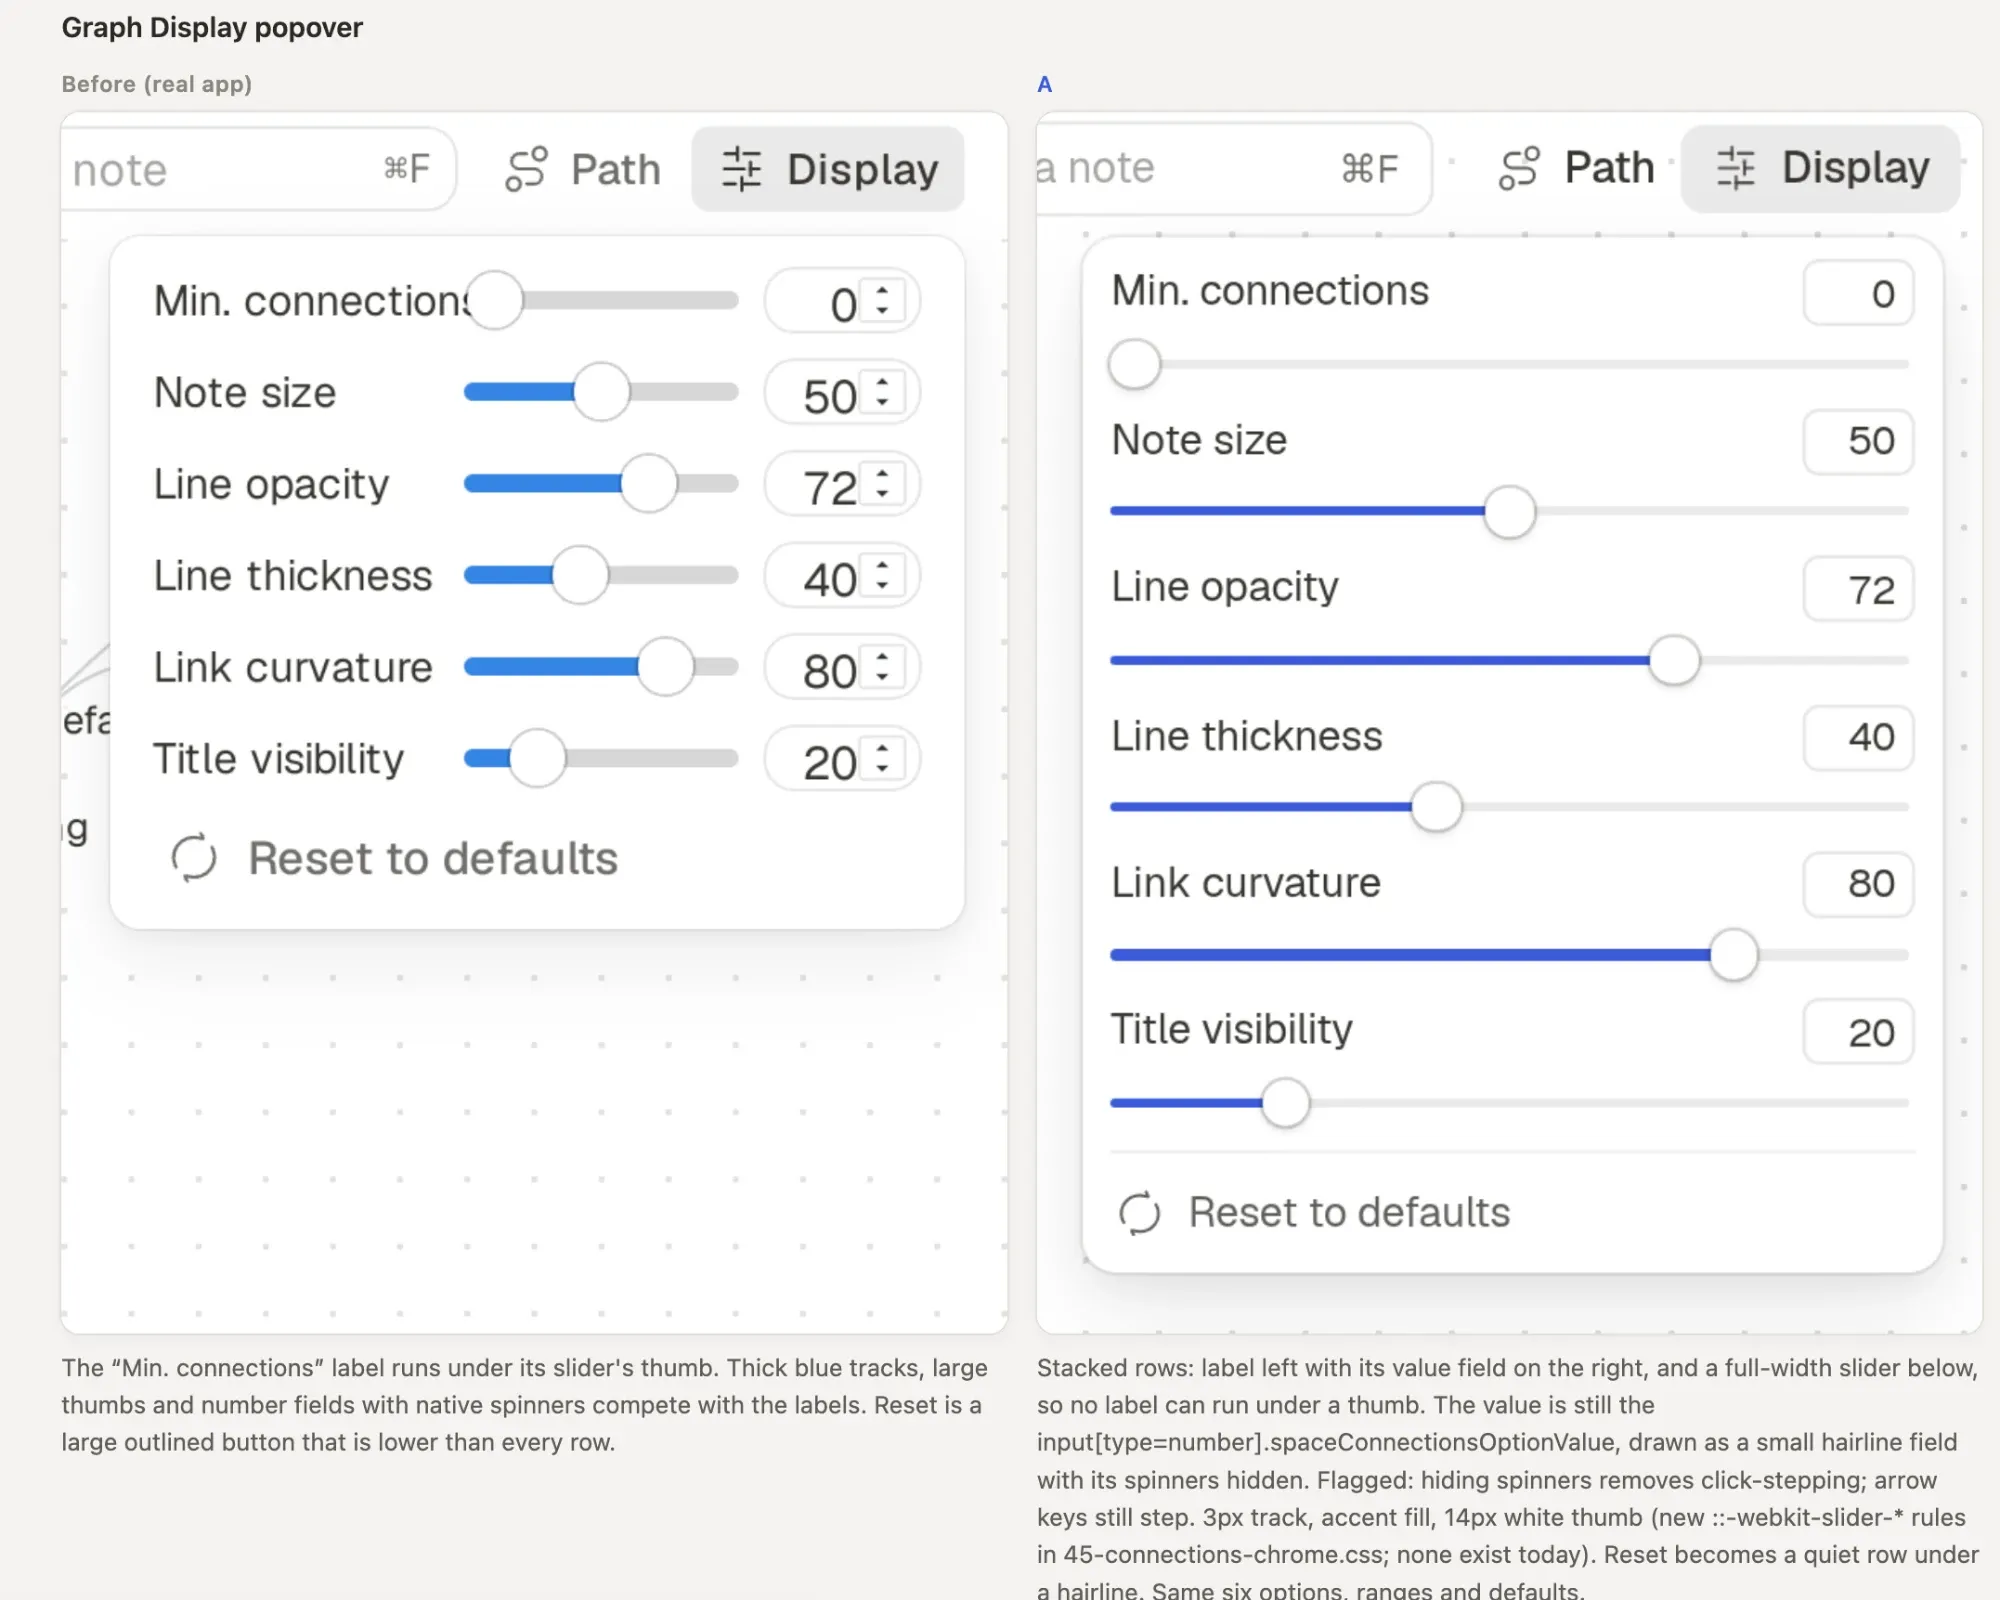 Graph Display popover
Before (real app)
note ⌘F Path Display
Min. connections 0
Note size 50
Line opacity 72
Line thickness 40
Link curvature 80
Title visibility 20
efa
g
Reset to defaults
The “Min. connections” label runs under its slider's thumb. Thick blue tracks, large
thumbs and number fields with native spinners compete with the labels. Reset is a
large outlined button that is lower than every row.
A
a note ⌘F Path Display
Min. connections 0
Note size 50
Line opacity 72
Line thickness 40
Link curvature 80
Title visibility 20
Reset to defaults
Stacked rows: label left with its value field on the right, and a full-width slider below,
so no label can run under a thumb. The value is still the
input[type=number].spaceConnectionsOptionValue, drawn as a small hairline field
with its spinners hidden. Flagged: hiding spinners removes click-stepping; arrow
keys still step. 3px track, accent fill, 14px white thumb (new ::-webkit-slider-* rules
in 45-connections-chrome.css; none exist today). Reset becomes a quiet row under
a hairline. Same six options, ranges and defaults.